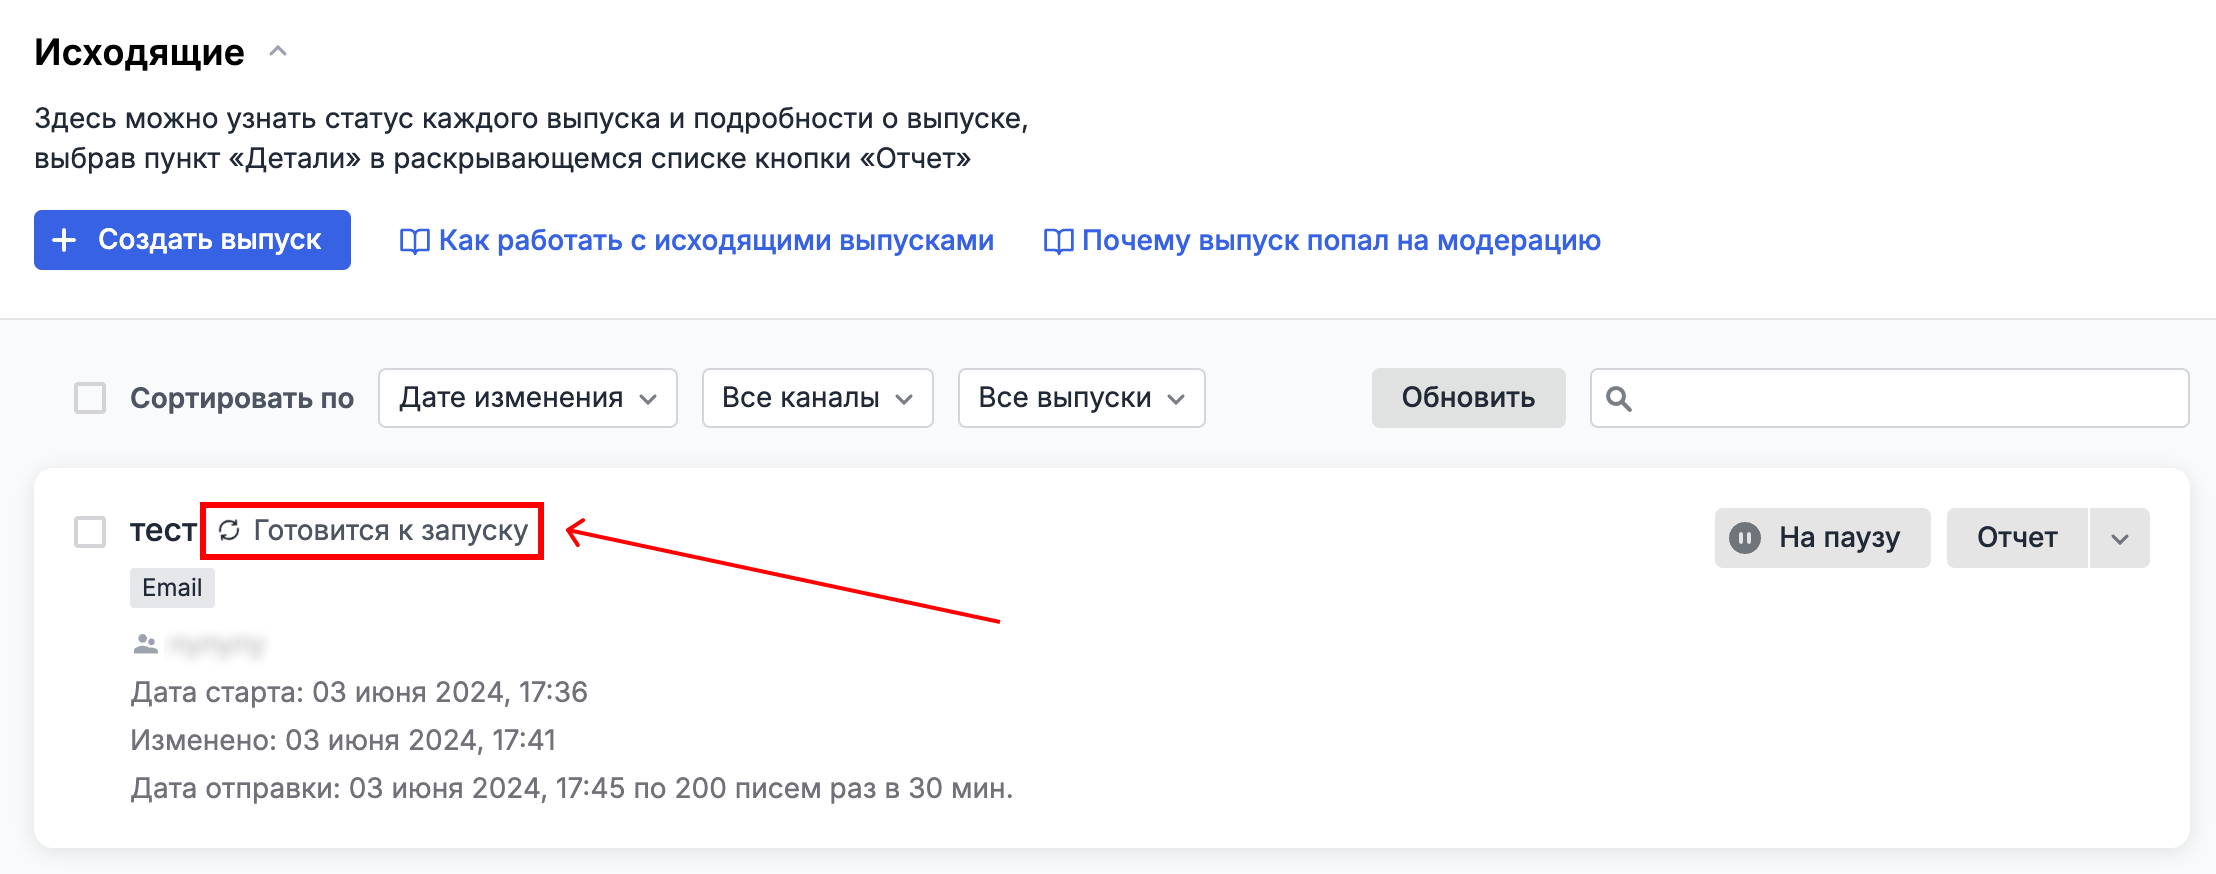 Исходящие
Здесь можно узнать статус каждого выпуска и подробности о выпуске,
выбрав пункт «Детали» в раскрывающемся списке кнопки «Отчет»
Создать выпуск Как работать с исходящими выпусками Почему выпуск попал на модерацию
Сортировать по Дате изменения Все каналы Все выпуски Обновить
тест Готовится к запуску На паузу Отчет
Email
Дата старта: 03 июня 2024, 17:36
Изменено: 03 июня 2024, 17:41
Дата отправки: 03 июня 2024, 17:45 по 200 писем раз в 30 мин.